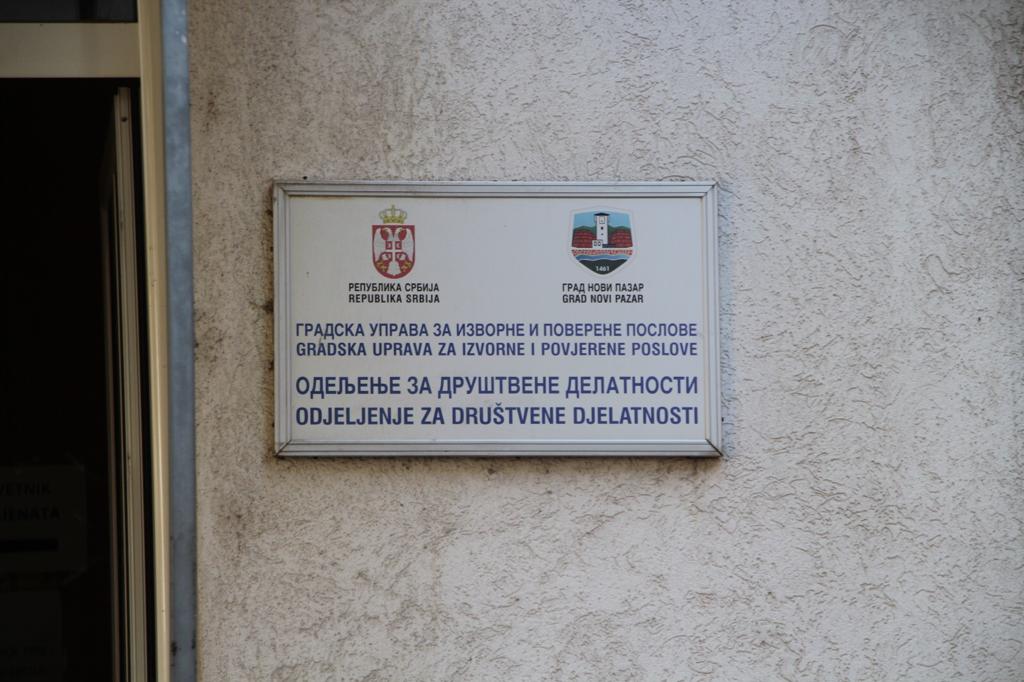 РЕПУБЛИКА СРБИЈА
REPUBLIKA SRBIJA
1461
ГРАД НОВИ ПАЗАР
GRAD NOVI PAZAR
ГРАДСКА УПРАВА ЗА ИЗВОРНЕ И ПОВЕРЕНЕ ПОСЛОВЕ
GRADSKA UPRAVA ZA IZVORNE I POVJERENE POSLOVE
ОДЕЉЕЊЕ ЗА ДРУШТВЕНЕ ДЕЛАТНОСТИ
ODJELJENJE ZA DRUŠTVENE DJELATNOSTI